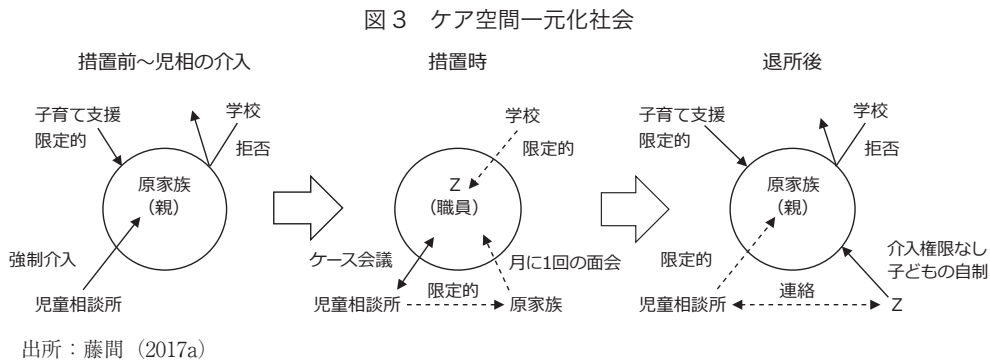 図3　ケア空間一元化社会
措置前～児相の介入
子育て支援
限定的
学校
拒否
原家族
（親）
強制介入
児童相談所
措置時
学校
限定的
Z
（職員）
ケース会議
月に1回の面会
限定的
児童相談所
原家族
退所後
子育て支援
限定的
学校
拒否
原家族
（親）
限定的
介入権限なし
子どもの自制
連絡
児童相談所
Z
出所：藤間（2017a）